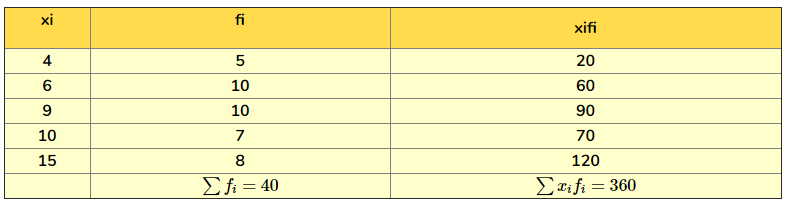 xi fi xifi
4 5 20
6 10 60
9 10 90
10 7 70
15 8 120
∑ fᵢ = 40 ∑ xᵢfᵢ = 360